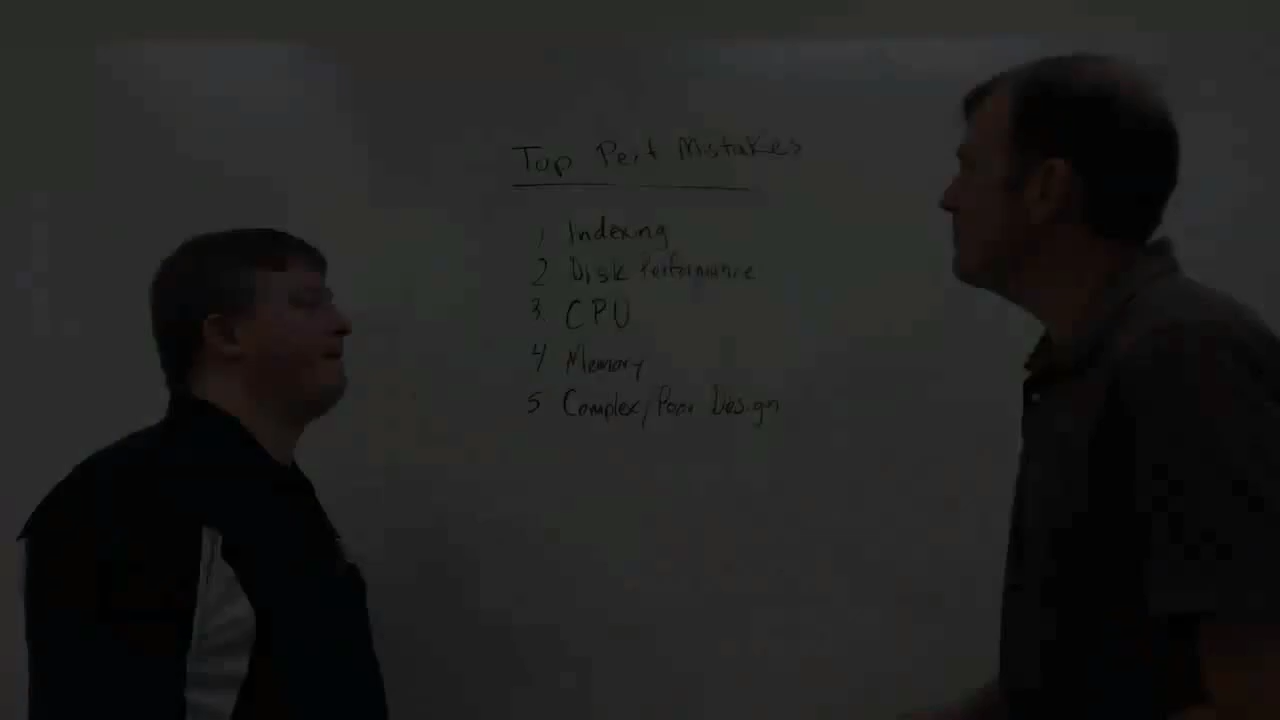 Top Perf Mistakes
1) Indexing
2 Disk Performance
3. CPU
4 Memory
5 Complex/Poor Design